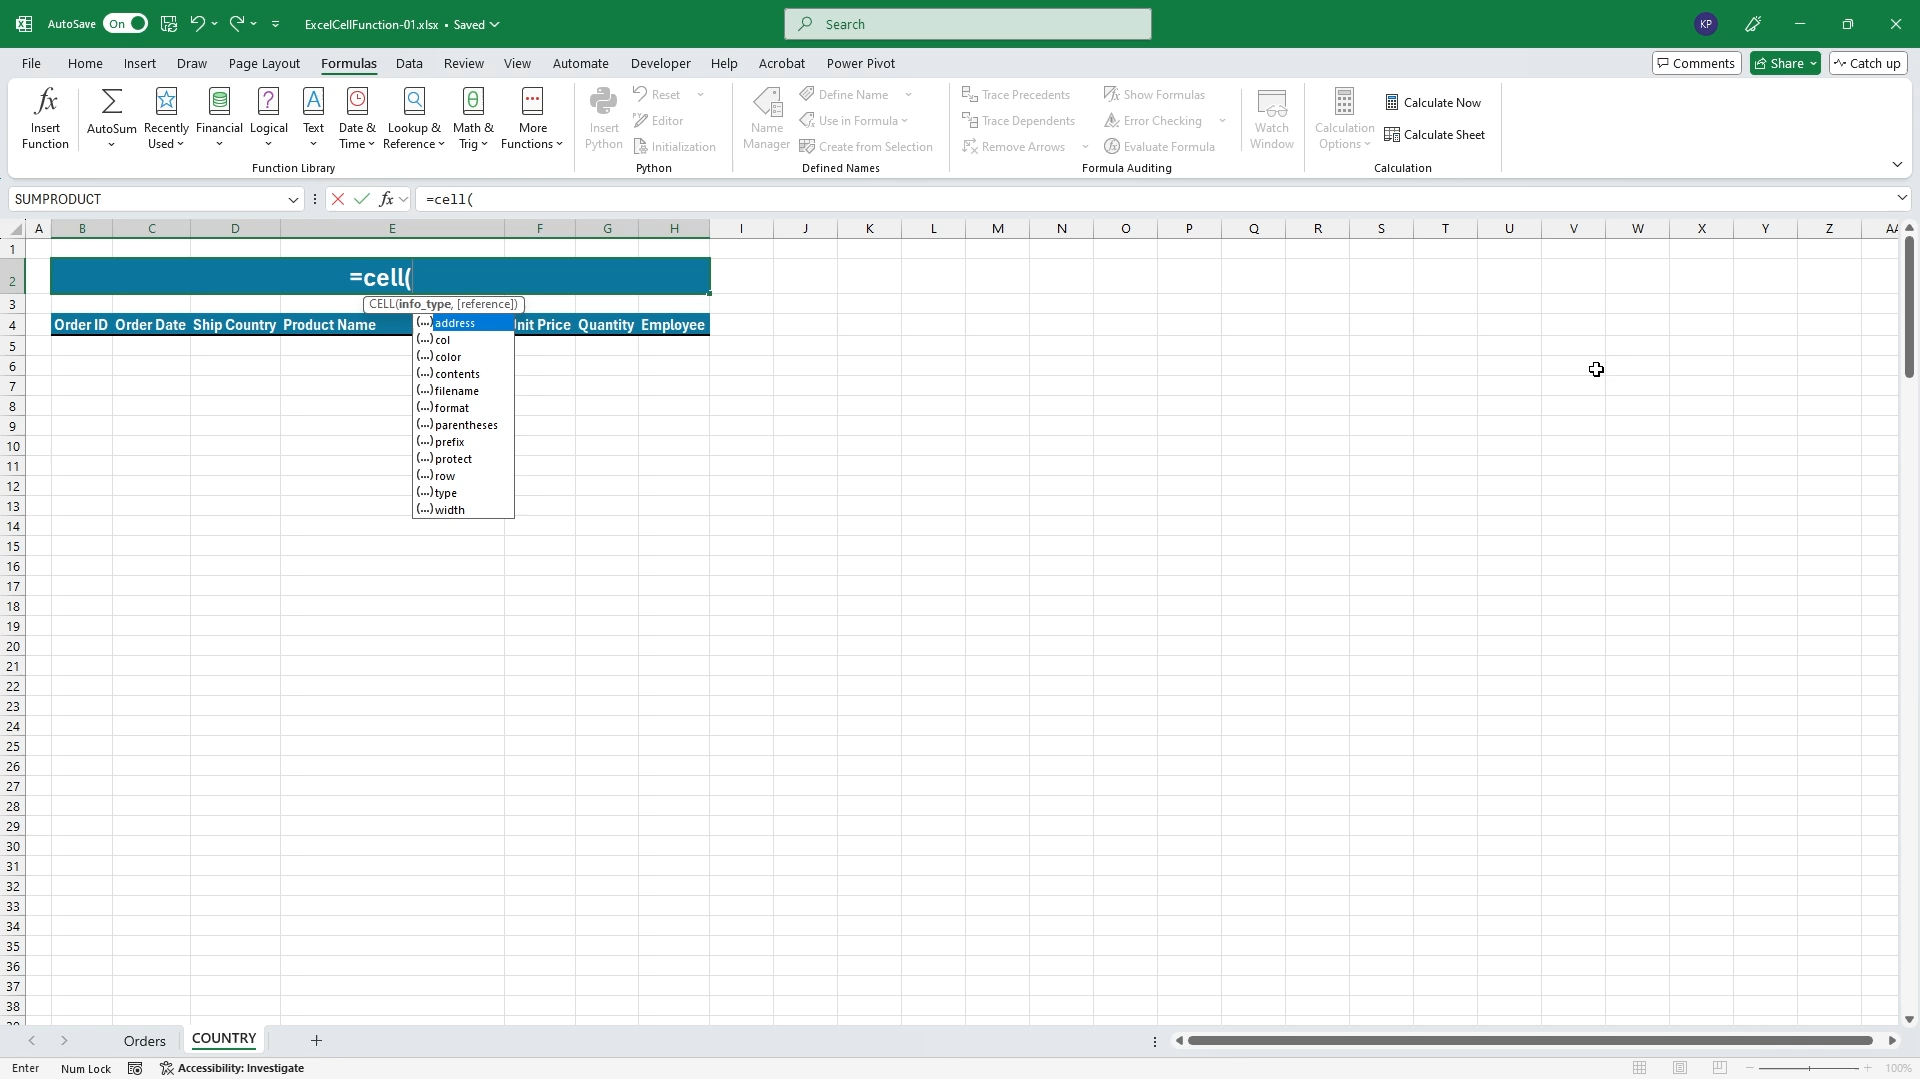 AutoSave On ExcelCellFunction-01.xlsx • Saved Search KP
File Home Insert Draw Page Layout Formulas Data Review View Automate Developer Help Acrobat Power Pivot Comments Share Catch up
Insert Function AutoSum Recently Used Financial Logical Text Date & Time Lookup & Reference Math & Trig More Functions
Function Library
Insert Python Reset Editor Initialization
Python
Name Manager Define Name Use in Formula Create from Selection
Defined Names
Trace Precedents Show Formulas
Trace Dependents Error Checking
Remove Arrows Evaluate Formula
Formula Auditing
Watch Window
Calculation Options Calculate Now Calculate Sheet
Calculation
SUMPRODUCT fx =cell(
A B C D E F G H I J K L M N O P Q R S T U V W X Y Z AA
1
2 =cell(
3 CELL(info_type, [reference])
4 Order ID Order Date Ship Country Product Name (...) address nit Price Quantity Employee
5 (...) col
(...) color
6 (...) contents
7 (...) filename
8 (...) format
9 (...) parentheses
10 (...) prefix
(...) protect
11 (...) row
12 (...) type
13 (...) width
14
15
16
17
18
19
20
21
22
23
24
25
26
27
28
29
30
31
32
33
34
35
36
37
38
Orders COUNTRY
Enter Num Lock Accessibility: Investigate 100%